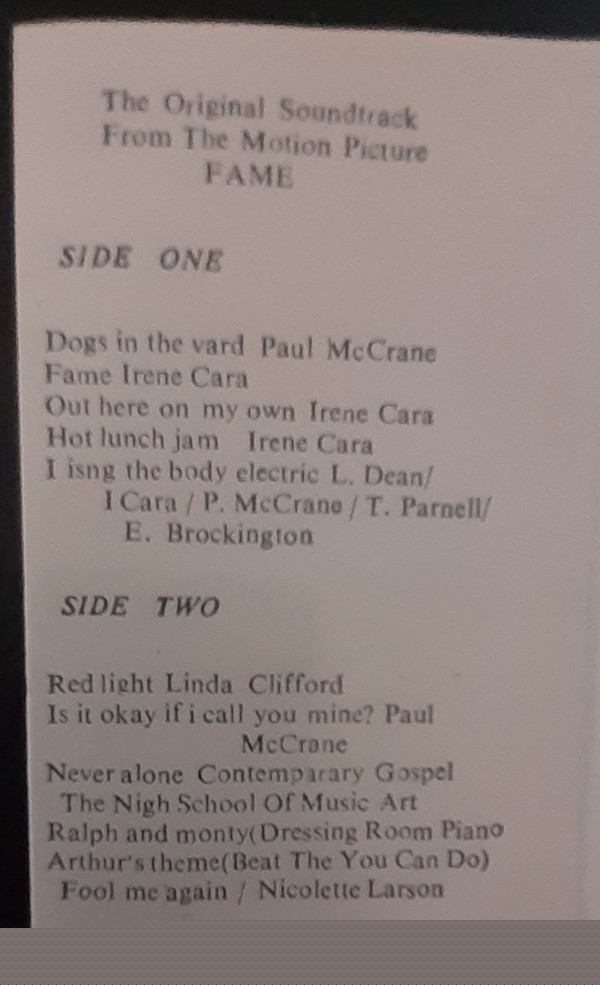 The Original Soundtrack
From The Motion Picture
FAME
SIDE ONE
Dogs in the vard Paul McCrane
Fame Irene Cara
Out here on my own Irene Cara
Hot lunch jam Irene Cara
I isng the body electric L. Dean/
I Cara / P. McCrane / T. Parnell/
E. Brockington
SIDE TWO
Red light Linda Clifford
Is it okay if i call you mine? Paul
McCrane
Never alone Contemparary Gospel
The Nigh School Of Music Art
Ralph and monty(Dressing Room Piano
Arthur's theme(Beat The You Can Do)
Fool me again / Nicolette Larson